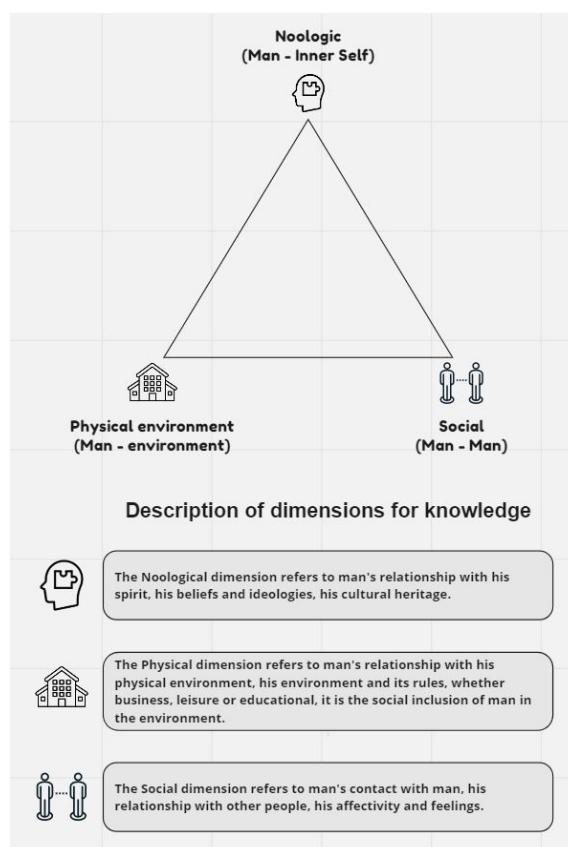 Noologic
(Man - Inner Self)
Physical environment
(Man - environment)
Social
(Man - Man)
Description of dimensions for knowledge
The Noological dimension refers to man's relationship with his
spirit, his beliefs and ideologies, his cultural heritage.
The Physical dimension refers to man's relationship with his
physical environment, his environment and its rules, whether
business, leisure or educational, it is the social inclusion of man in
the environment.
The Social dimension refers to man's contact with man, his
relationship with other people, his affectivity and feelings.